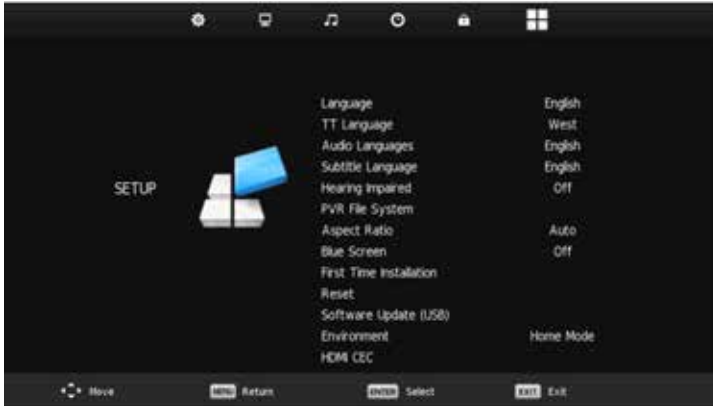 SETUP
Language English
TT Language West
Audio Languages English
Subtitle Language English
Hearing Impaired Off
PVR File System
Aspect Ratio Auto
Blue Screen Off
First Time Installation
Reset
Software Update (USB)
Environment Home Mode
HDMI CEC
Move MENU Return ENTER Select EXIT Exit